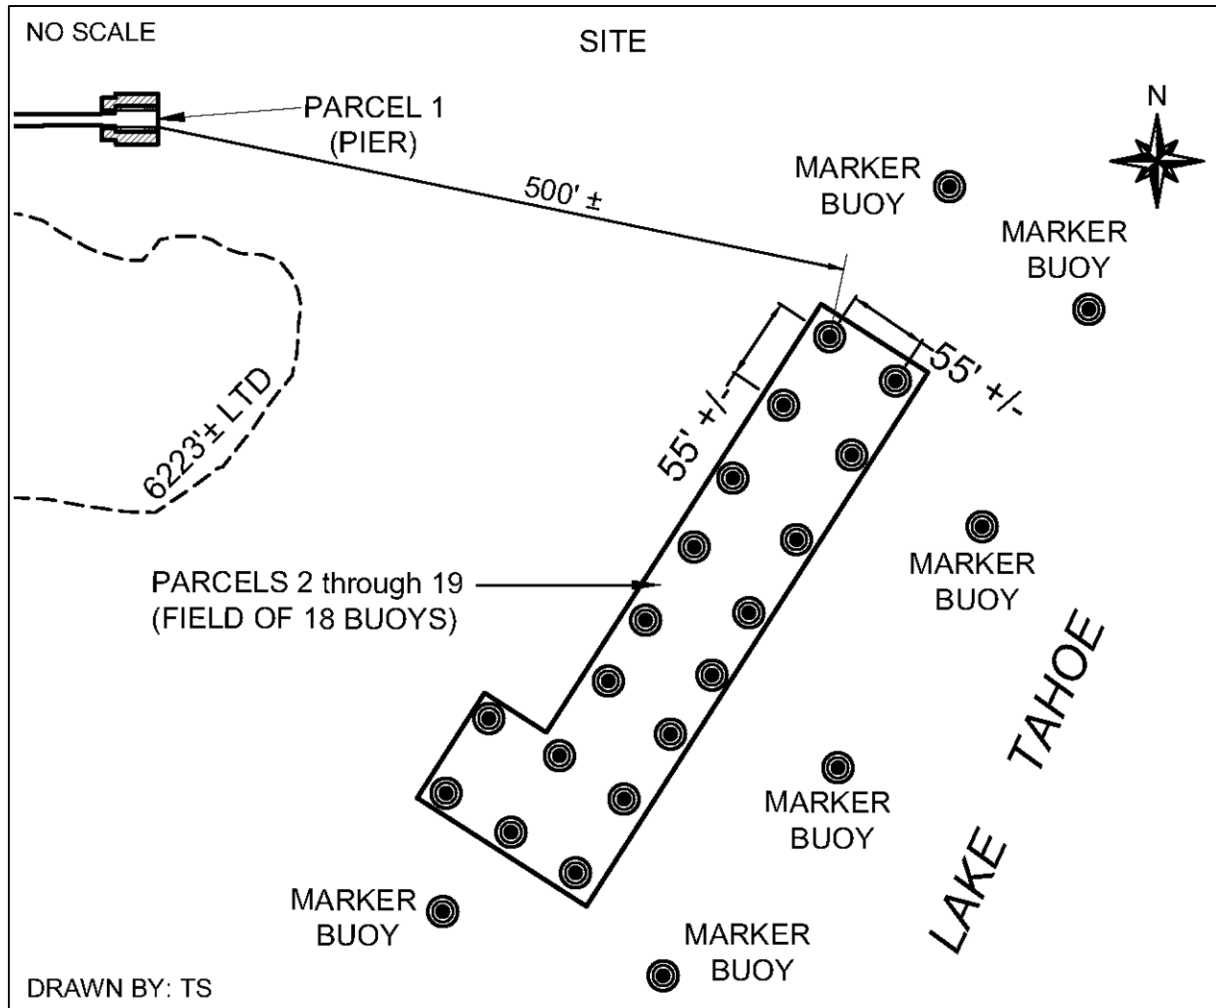 NO SCALE
SITE
PARCEL 1
(PIER)
N
500' ±
MARKER
BUOY
MARKER
BUOY
55' +/-
55' +/-
6223'± LTD
PARCELS 2 through 19
(FIELD OF 18 BUOYS)
MARKER
BUOY
LAKE TAHOE
MARKER
BUOY
MARKER
BUOY
MARKER
BUOY
DRAWN BY: TS